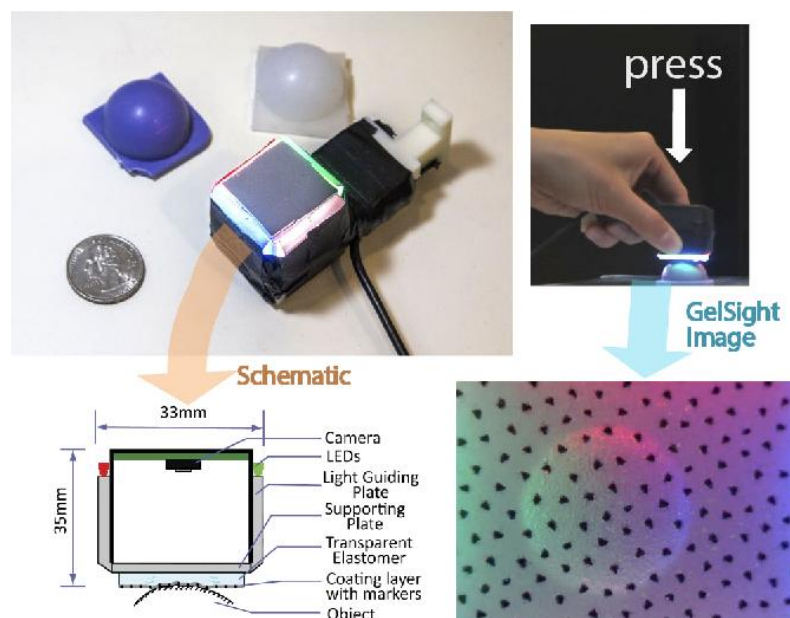 press
GelSight
Image
Schematic
33mm
35mm
Camera
LEDs
Light Guiding
Plate
Supporting
Plate
Transparent
Elastomer
Coating layer
with markers
Object